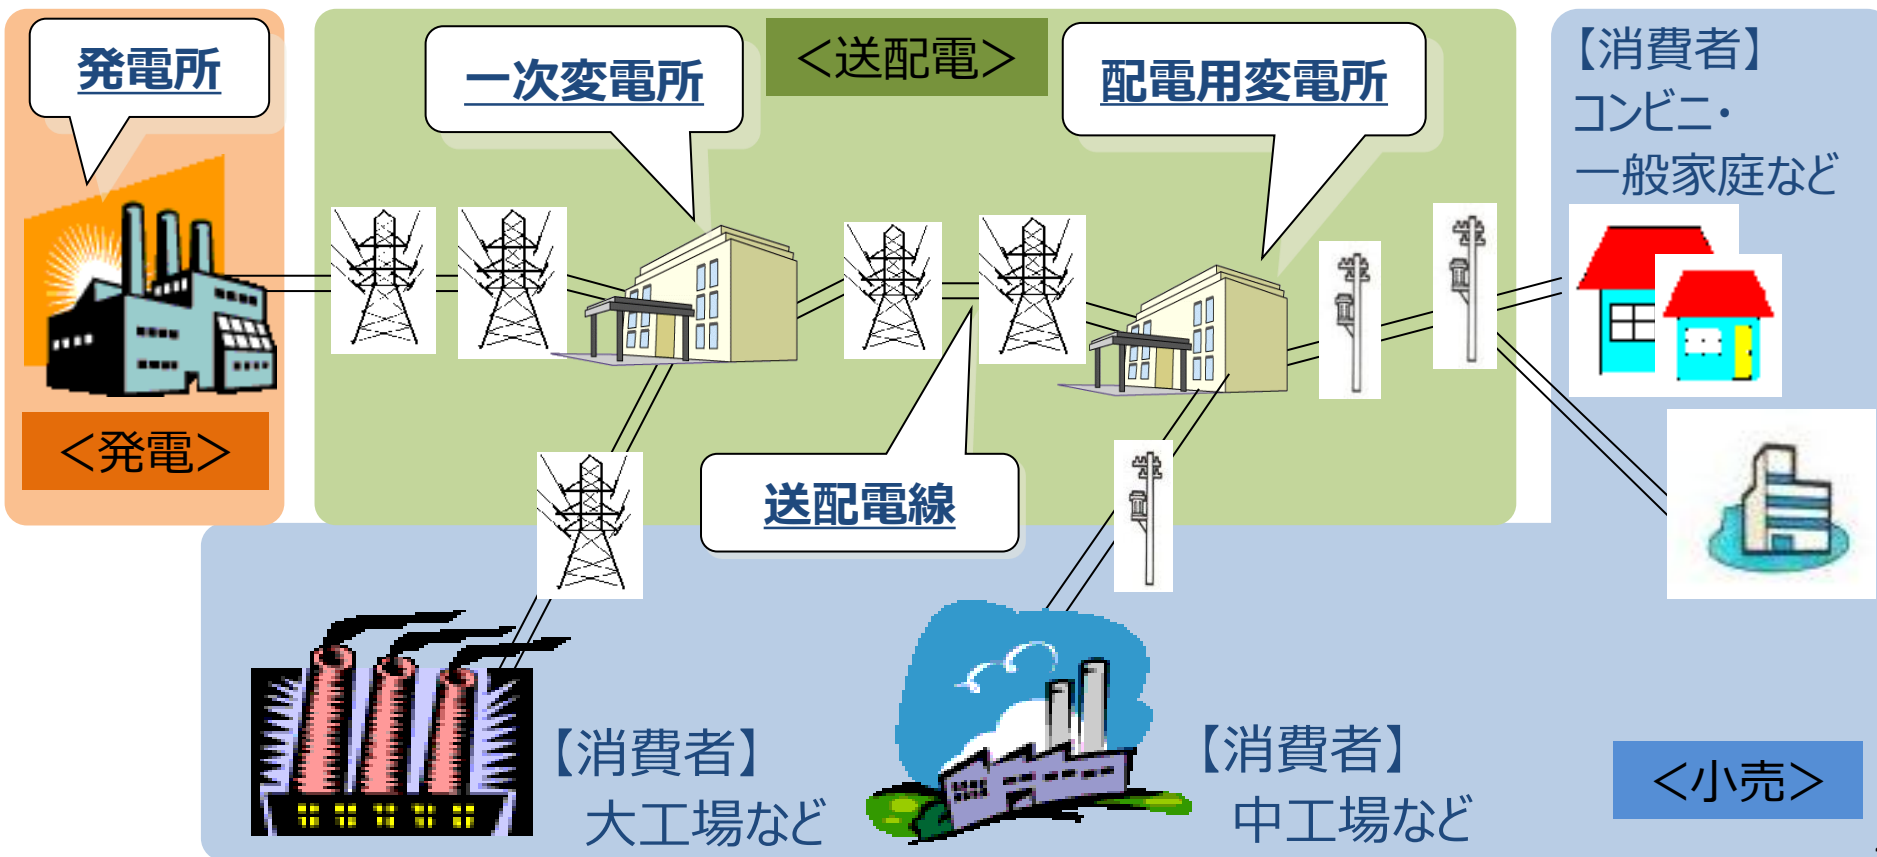 発電所
一次変電所
＜送配電＞
配電用変電所
【消費者】
コンビニ・
一般家庭など
＜発電＞
送配電線
【消費者】
大工場など
【消費者】
中工場など
＜小売＞